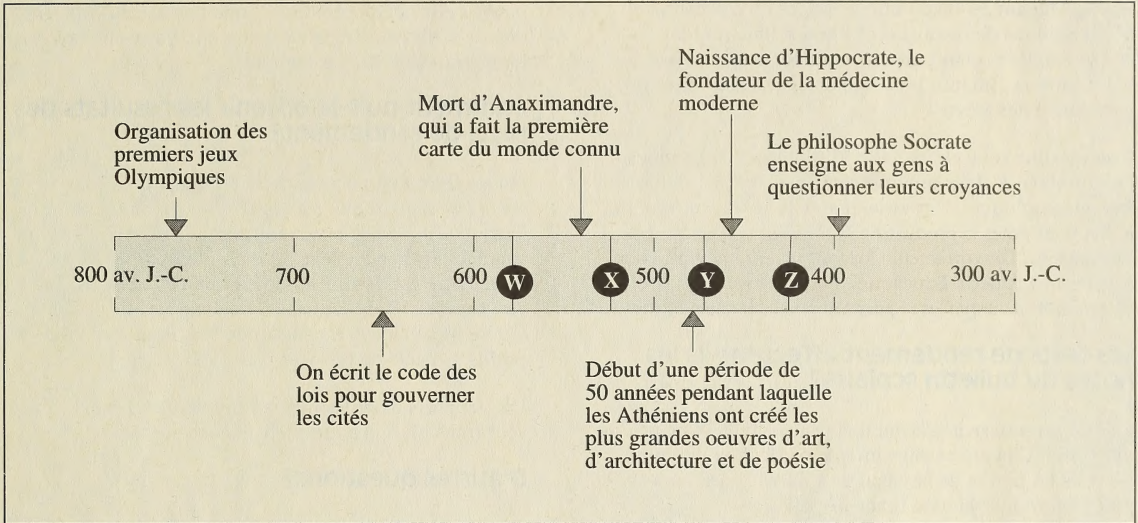 Organisation des
premiers jeux
Olympiques
Mort d'Anaximandre,
qui a fait la première
carte du monde connu
Naissance d'Hippocrate, le
fondateur de la médecine
moderne
Le philosophe Socrate
enseigne aux gens à
questionner leurs croyances
800 av. J.-C. 700 600 W X 500 Y Z 400 300 av. J.-C.
On écrit le code des
lois pour gouverner
les cités
Début d'une période de
50 années pendant laquelle
les Athéniens ont créé les
plus grandes oeuvres d'art,
d'architecture et de poésie